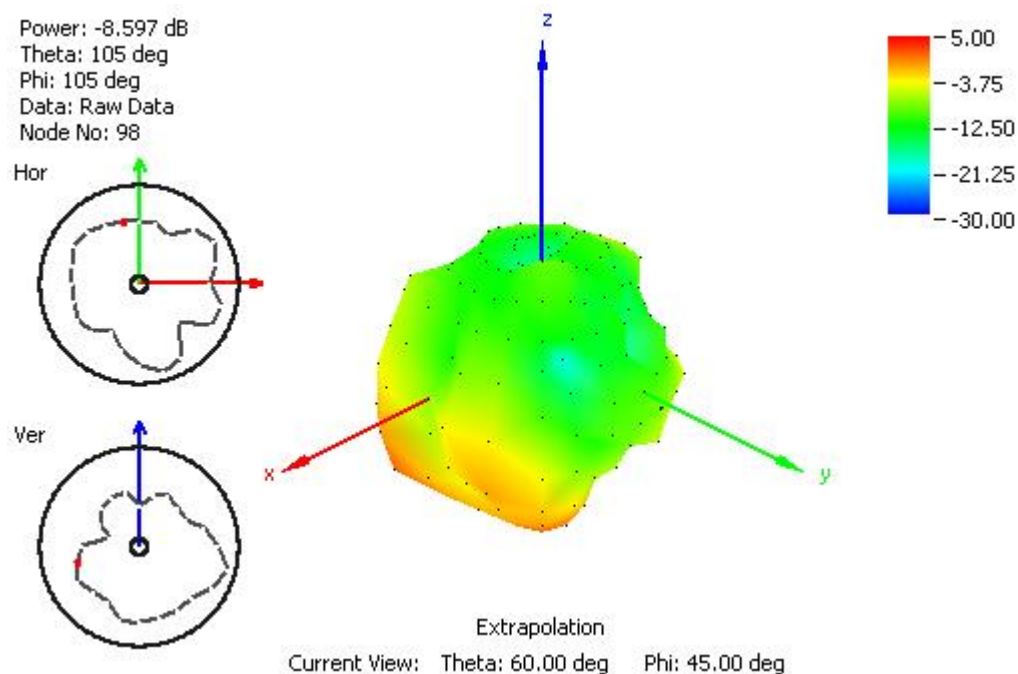 Power: -8.597 dB
Theta: 105 deg
Phi: 105 deg
Data: Raw Data
Node No: 98
Hor
Ver
z
x
y
5.00
-3.75
-12.50
-21.25
-30.00
Extrapolation
Current View: Theta: 60.00 deg Phi: 45.00 deg